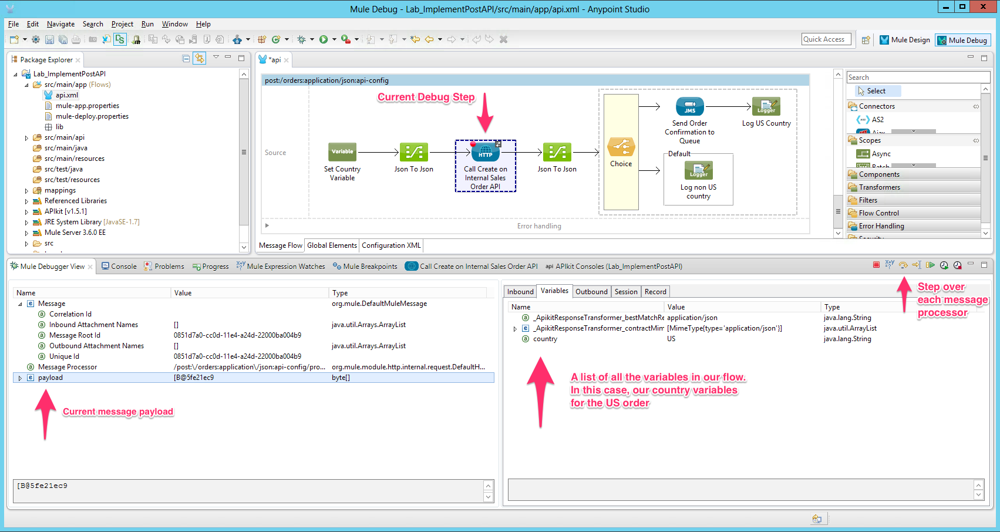 Mule Debug - Lab_ImplementPostAPI/src/main/app/api.xml - Anypoint Studio
File Edit Navigate Search Project Run Window Help
Quick Access
Mule Design
Mule Debug
Package Explorer
Lab_ImplementPostAPI
src/main/app (Flows)
api.xml
mule-app.properties
mule-deploy.properties
lib
src/main/api
src/main/java
src/main/resources
src/test/java
src/test/resources
mappings
Referenced Libraries
APIkit [v1.5.1]
JRE System Library [JavaSE-1.7]
Mule Server 3.6.0 EE
src
*api
post:/orders:application/json:api-config
Current Debug Step
Source
Variable
Set Country
Variable
Json To Json
HTTP
Call Create on
Internal Sales
Order API
Json To Json
Choice
JMS
Send Order
Confirmation to
Queue
Logger
Log US Country
Default
Logger
Log non US
country
Error handling
Message Flow
Global Elements
Configuration XML
Search
Select
Connectors
AS2
Ajax
Scopes
Async
Batch
Components
Transformers
Filters
Flow Control
Error Handling
Security
Mule Debugger View
Console
Problems
Progress
Mule Expression Watches
Mule Breakpoints
Call Create on Internal Sales Order API
api APIkit Consoles (Lab_ImplementPostAPI)
Name Value Type
Message org.mule.DefaultMuleMessage
Correlation Id
Inbound Attachment Names [] java.util.Arrays.ArrayList
Message Root Id 0851d7a0-cc0d-11e4-a24d-22000ba004b9
Outbound Attachment Names [] java.util.Arrays.ArrayList
Unique Id 0851d7a0-cc0d-11e4-a24d-22000ba004b9
Message Processor /post:\/orders:application\/json:api-config/pro... org.mule.module.http.internal.request.DefaultH...
payload [B@5fe21ec9 byte[]
Current message payload
[B@5fe21ec9
Inbound Variables Outbound Session Record
Step over
each message
processor
Name Value Type
_ApikitResponseTransformer_bestMatchRe application/json java.lang.String
_ApikitResponseTransformer_contractMim [MimeType{type='application/json'}] java.util.ArrayList
country US java.lang.String
A list of all the variables in our flow.
In this case, our country variables
for the US order